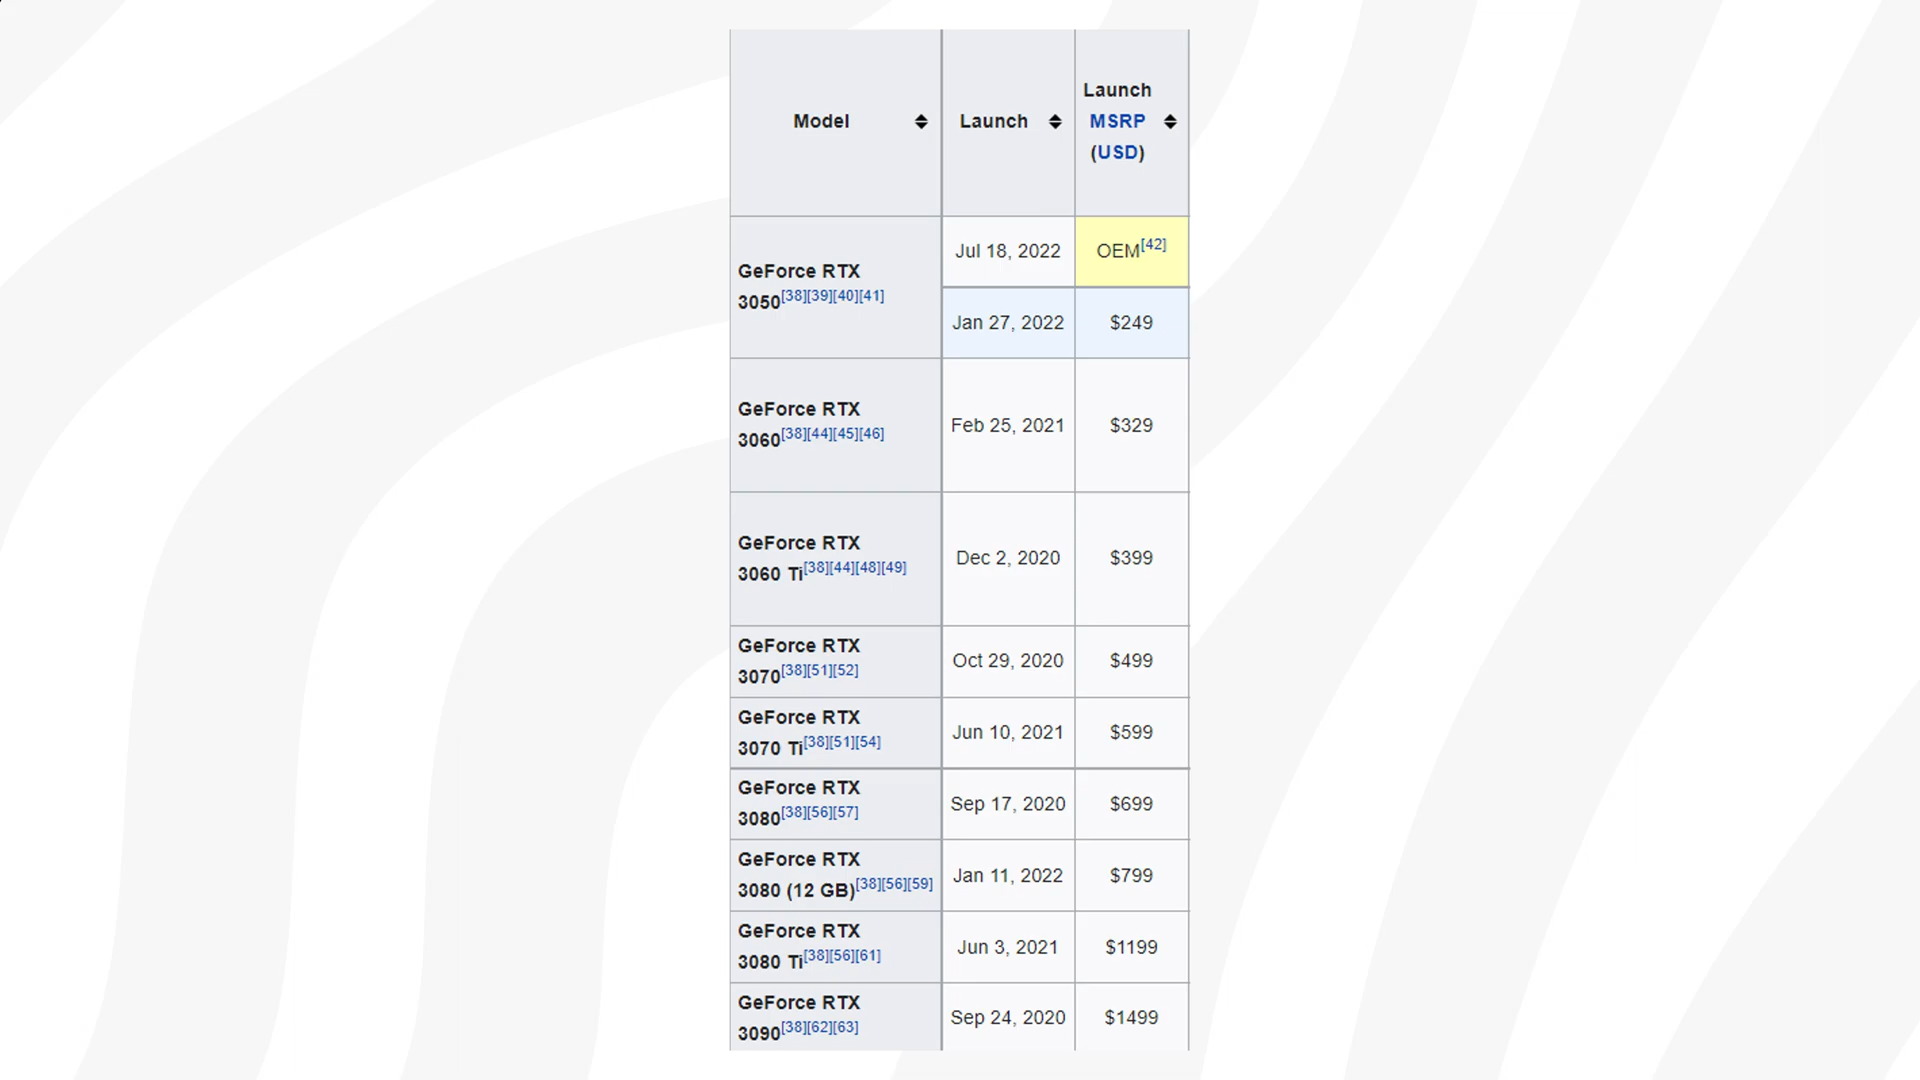 Model
Launch
Launch
MSRP
(USD)
GeForce RTX
3050[38][39][40][41]
Jul 18, 2022
OEM[42]
Jan 27, 2022
$249
GeForce RTX
3060[38][44][45][46]
Feb 25, 2021
$329
GeForce RTX
3060 Ti[38][44][48][49]
Dec 2, 2020
$399
GeForce RTX
3070[38][51][52]
Oct 29, 2020
$499
GeForce RTX
3070 Ti[38][51][54]
Jun 10, 2021
$599
GeForce RTX
3080[38][56][57]
Sep 17, 2020
$699
GeForce RTX
3080 (12 GB)[38][56][59]
Jan 11, 2022
$799
GeForce RTX
3080 Ti[38][56][61]
Jun 3, 2021
$1199
GeForce RTX
3090[38][62][63]
Sep 24, 2020
$1499